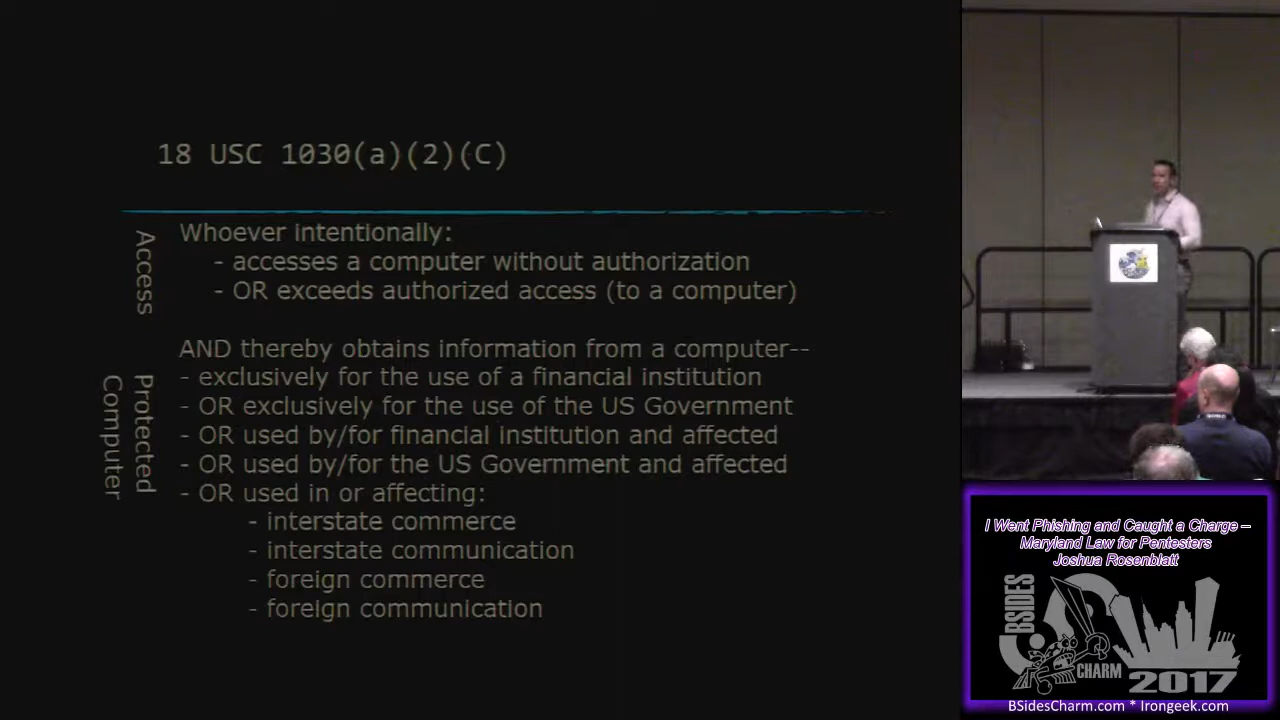 18 USC 1030(a)(2)(C)
Access
Whoever intentionally:
- accesses a computer without authorization
- OR exceeds authorized access (to a computer)
Protected
Computer
AND thereby obtains information from a computer--
- exclusively for the use of a financial institution
- OR exclusively for the use of the US Government
- OR used by/for financial institution and affected
- OR used by/for the US Government and affected
- OR used in or affecting:
- interstate commerce
- interstate communication
- foreign commerce
- foreign communication
I Went Phishing and Caught a Charge –
Maryland Law for Pentesters
Joshua Rosenblatt
BSIDES
CHARM
2017
BSidesCharm.com * Irongeek.com